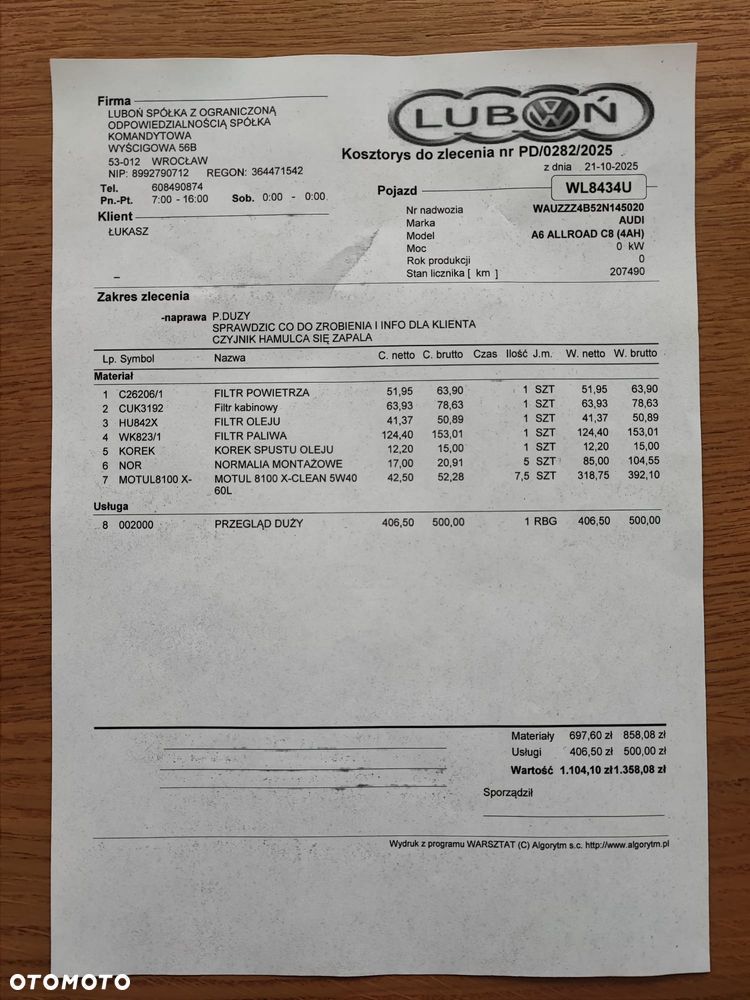 Firma
LUBOŃ SPÓŁKA Z OGRANICZONĄ
ODPOWIEDZIALNOŚCIĄ SPÓŁKA
KOMANDYTOWA
WYŚCIGOWA 56B
53-012 WROCŁAW
NIP: 8992790712 REGON: 364471542
Tel. 608490874
Pn.-Pt. 7:00 - 16:00 Sob. 0:00 - 0:00
Klient
ŁUKASZ
LUBOŃ
Kosztorys do zlecenia nr PD/0282/2025
z dnia 21-10-2025
Pojazd WL8434U
Nr nadwozia WAUZZZ4B52N145020
Marka AUDI
Model A6 ALLROAD C8 (4AH)
Moc 0 kW
Rok produkcji 0
Stan licznika [ km ] 207490
Zakres zlecenia
-naprawa P.DUZY
SPRAWDZIC CO DO ZROBIENIA I INFO DLA KLIENTA
CZYJNIK HAMULCA SIĘ ZAPALA
Lp. Symbol Nazwa C. netto C. brutto Czas Ilość J.m. W. netto W. brutto
Materiał
1 C26206/1 FILTR POWIETRZA 51,95 63,90 1 SZT 51,95 63,90
2 CUK3192 Filtr kabinowy 63,93 78,63 1 SZT 63,93 78,63
3 HU842X FILTR OLEJU 41,37 50,89 1 SZT 41,37 50,89
4 WK823/1 FILTR PALIWA 124,40 153,01 1 SZT 124,40 153,01
5 KOREK KOREK SPUSTU OLEJU 12,20 15,00 1 SZT 12,20 15,00
6 NOR NORMALIA MONTAŻOWE 17,00 20,91 5 SZT 85,00 104,55
7 MOTUL8100 X- MOTUL 8100 X-CLEAN 5W40 42,50 52,28 7,5 SZT 318,75 392,10
60L
Usługa
8 002000 PRZEGLĄD DUŻY 406,50 500,00 1 RBG 406,50 500,00
Materiały 697,60 zł 858,08 zł
Usługi 406,50 zł 500,00 zł
Wartość 1.104,10 zł 1.358,08 zł
Sporządził
Wydruk z programu WARSZTAT (C) Algorytm s.c. http://www.algorytm.pl
OTOMOTO